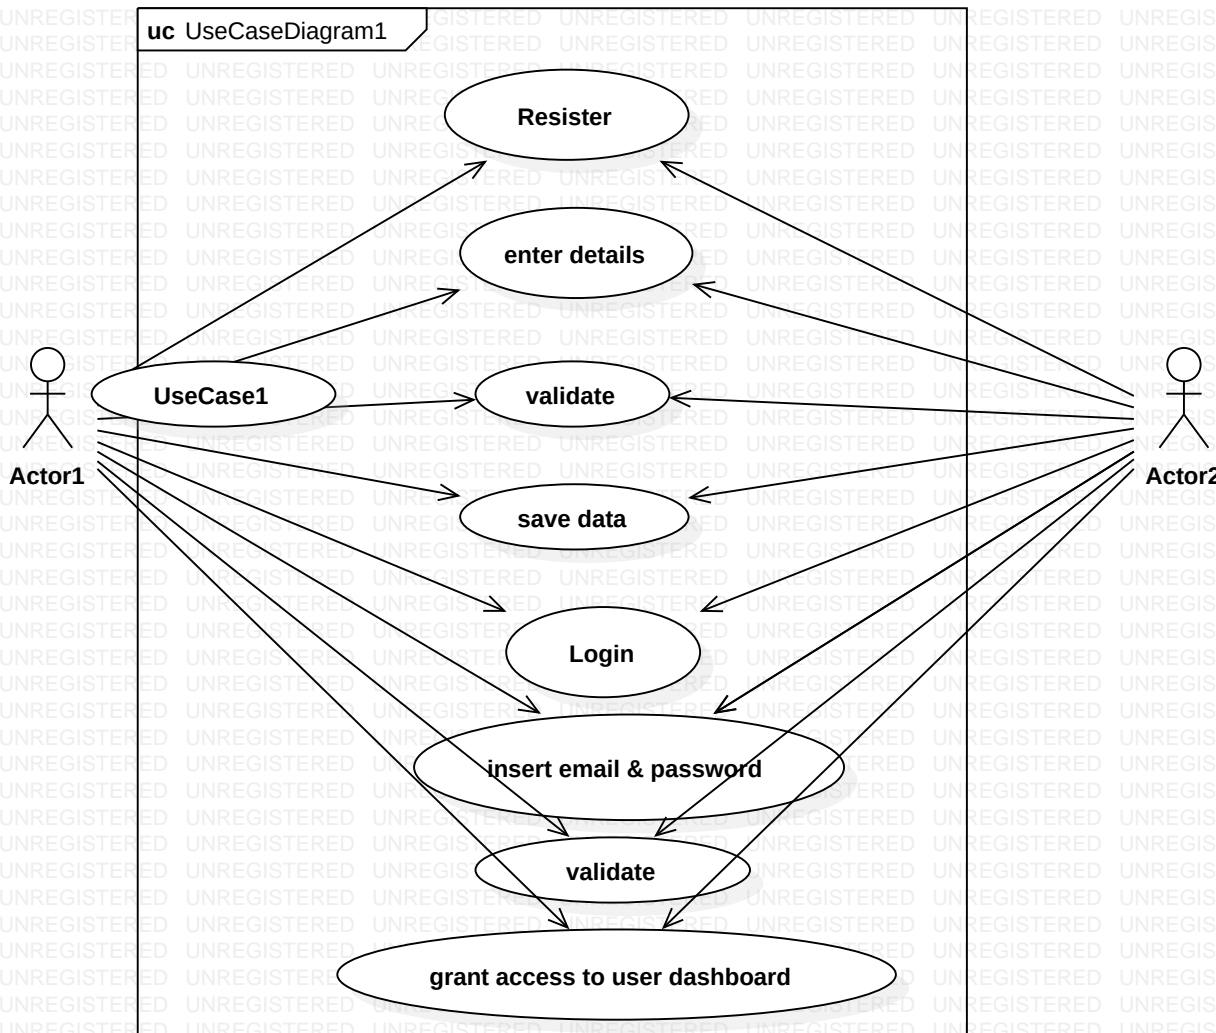 uc UseCaseDiagram1
Resister
enter details
UseCase1
validate
Actor1
Actor2
save data
Login
insert email & password
validate
grant access to user dashboard
UNREGISTERED